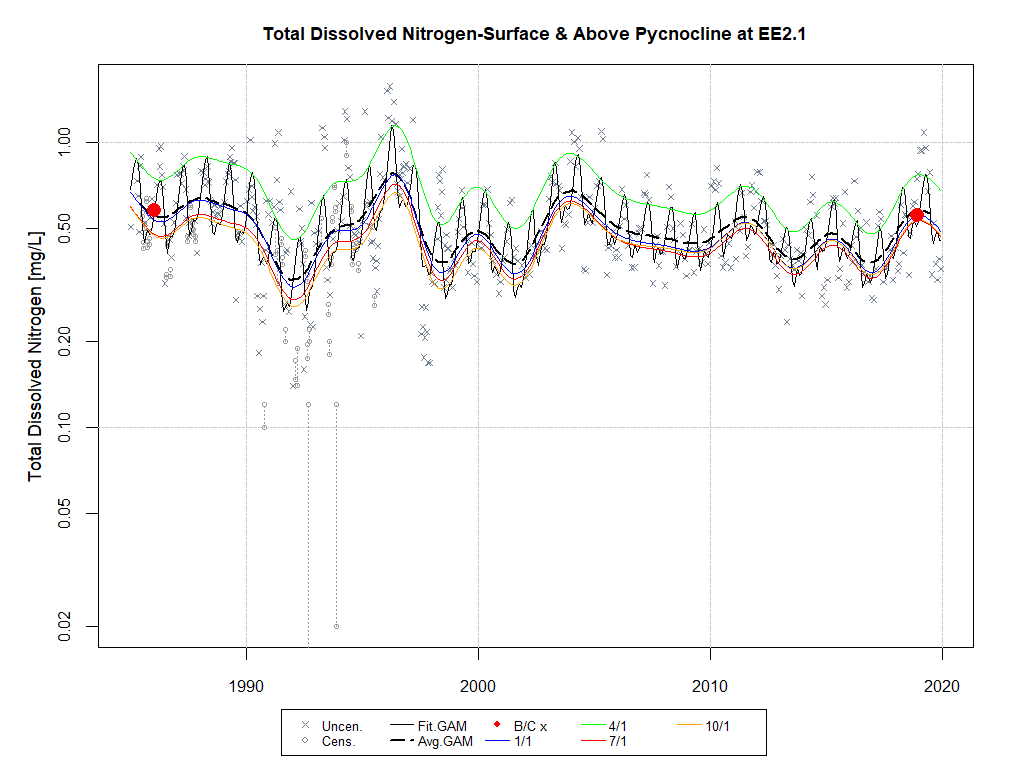 Total Dissolved Nitrogen-Surface & Above Pycnocline at EE2.1
Total Dissolved Nitrogen [mg/L]
1.00
0.50
0.20
0.10
0.05
0.02
1990 2000 2010 2020
Uncen. Fit.GAM B/C x 4/1 10/1
Cens. Avg.GAM 1/1 7/1